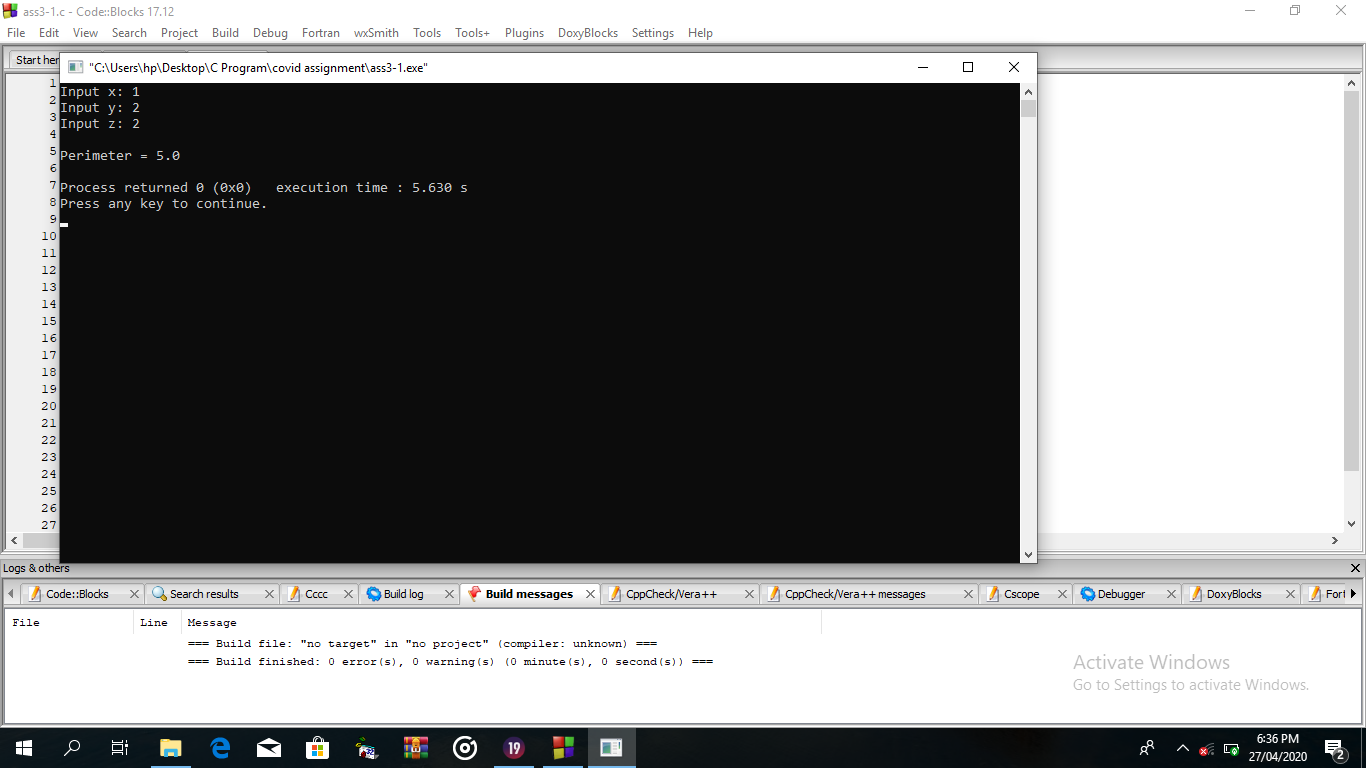 ass3-1.c - Code::Blocks 17.12
File Edit View Search Project Build Debug Fortran wxSmith Tools Tools+ Plugins DoxyBlocks Settings Help
Start her
"C:\Users\hp\Desktop\C Program\covid assignment\ass3-1.exe"
1
2
3
4
5
6
7
8
9
10
11
12
13
14
15
16
17
18
19
20
21
22
23
24
25
26
27
Input x: 1
Input y: 2
Input z: 2
Perimeter = 5.0
Process returned 0 (0x0)   execution time : 5.630 s
Press any key to continue.
Logs & others
Code::Blocks Search results Cccc Build log Build messages CppCheck/Vera++ CppCheck/Vera++ messages Cscope Debugger DoxyBlocks Fort
File Line Message
=== Build file: "no target" in "no project" (compiler: unknown) ===
=== Build finished: 0 error(s), 0 warning(s) (0 minute(s), 0 second(s)) ===
Activate Windows
Go to Settings to activate Windows.
19
6:36 PM
27/04/2020
2